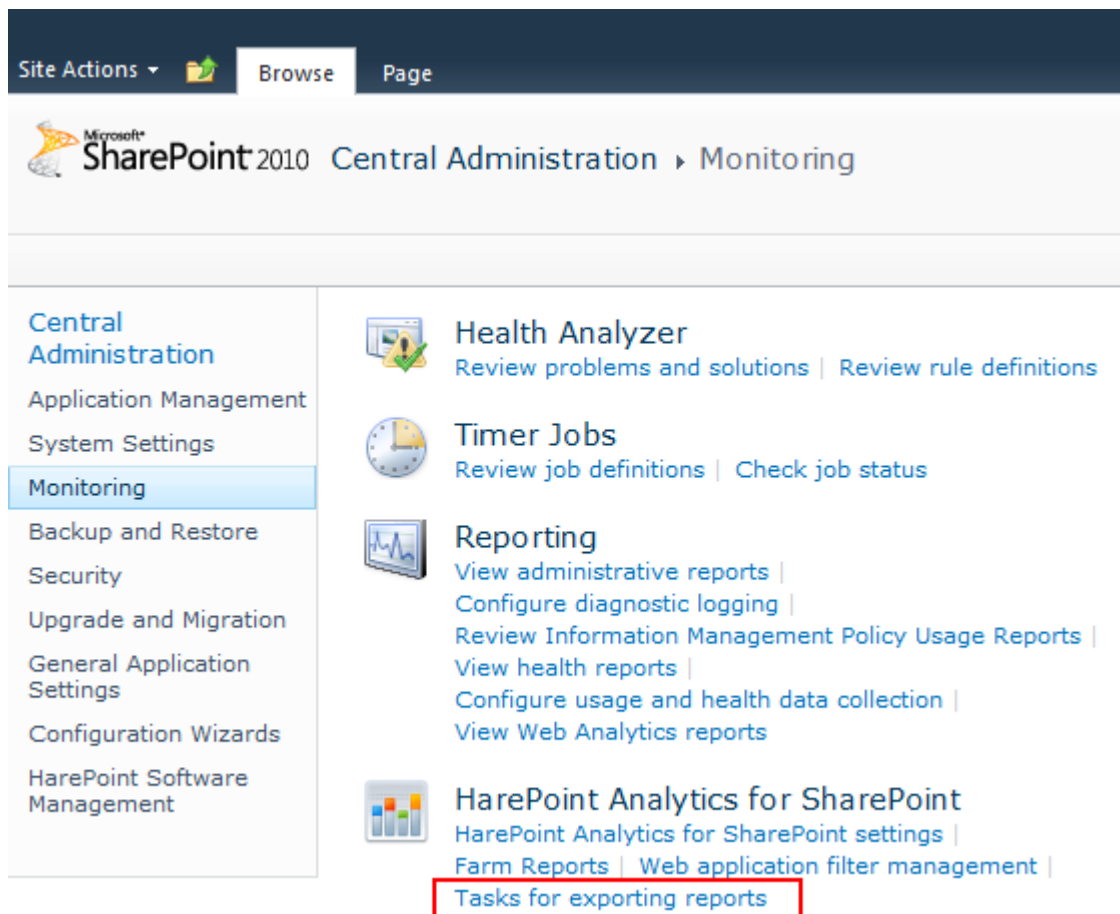 Site Actions Browse Page
Microsoft
SharePoint 2010 Central Administration Monitoring
Central
Administration
Application Management
System Settings
Monitoring
Backup and Restore
Security
Upgrade and Migration
General Application
Settings
Configuration Wizards
HarePoint Software
Management
Health Analyzer
Review problems and solutions | Review rule definitions
Timer Jobs
Review job definitions | Check job status
Reporting
View administrative reports |
Configure diagnostic logging |
Review Information Management Policy Usage Reports |
View health reports |
Configure usage and health data collection |
View Web Analytics reports
HarePoint Analytics for SharePoint
HarePoint Analytics for SharePoint settings |
Farm Reports | Web application filter management |
Tasks for exporting reports